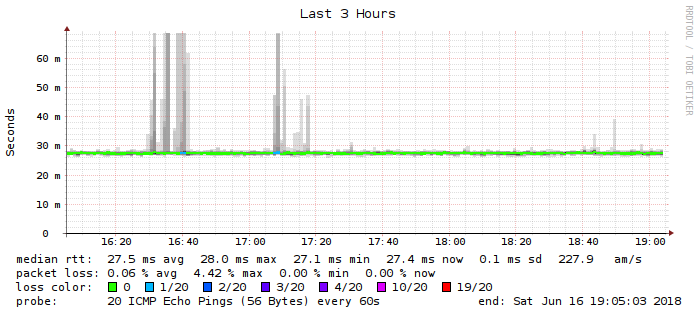 Last 3 Hours
RRDTOOL / TOBI OETIKER
Seconds
60 m
50 m
40 m
30 m
20 m
10 m
0
16:20 16:40 17:00 17:20 17:40 18:00 18:20 18:40 19:00
median rtt: 27.5 ms avg 28.0 ms max 27.1 ms min 27.4 ms now 0.1 ms sd 227.9 am/s
packet loss: 0.06 % avg 4.42 % max 0.00 % min 0.00 % now
loss color: 0 1/20 2/20 3/20 4/20 10/20 19/20
probe: 20 ICMP Echo Pings (56 Bytes) every 60s end: Sat Jun 16 19:05:03 2018